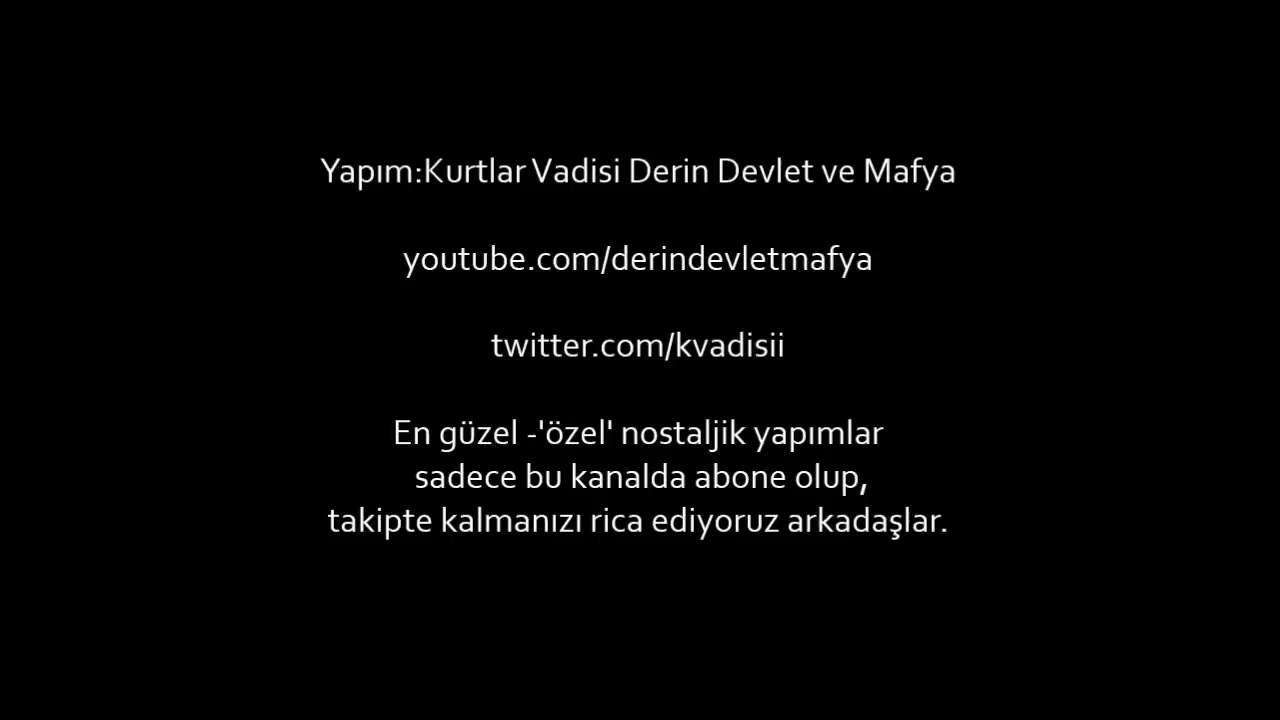 Yapım:Kurtlar Vadisi Derin Devlet ve Mafya
youtube.com/derindevletmafya
twitter.com/kvadisii
En güzel -'özel' nostaljik yapımlar
sadece bu kanalda abone olup,
takipte kalmanızı rica ediyoruz arkadaşlar.